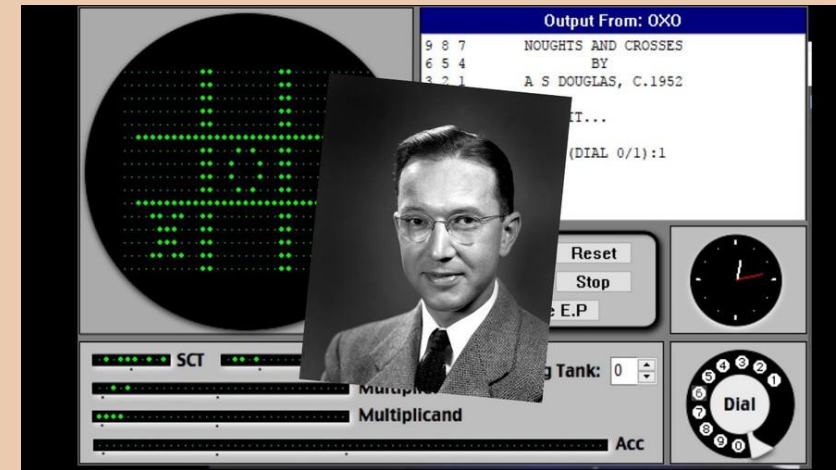 Output From: OXO
9 8 7 NOUGHTS AND CROSSES
6 5 4 BY
3 2 1 A S DOUGLAS, C.1952
(DIAL 0/1):1
Reset
Stop
E.P
SCT
Tank: 0
Multiplicand
Acc
1
2
3
4
5
6
7
8
9
0
Dial